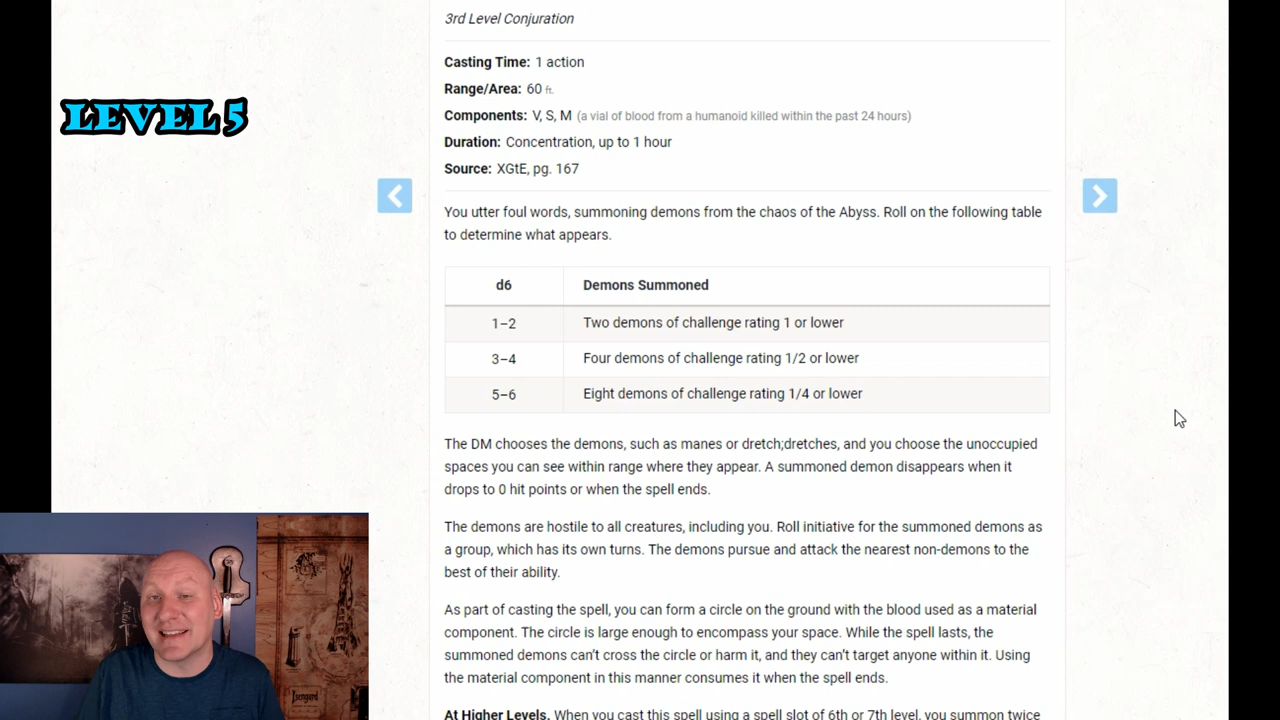 3rd Level Conjuration
LEVEL 5
Casting Time: 1 action
Range/Area: 60 ft.
Components: V, S, M (a vial of blood from a humanoid killed within the past 24 hours)
Duration: Concentration, up to 1 hour
Source: XGtE, pg. 167
You utter foul words, summoning demons from the chaos of the Abyss. Roll on the following table
to determine what appears.
d6 Demons Summoned
1–2 Two demons of challenge rating 1 or lower
3–4 Four demons of challenge rating 1/2 or lower
5–6 Eight demons of challenge rating 1/4 or lower
The DM chooses the demons, such as manes or dretch;dretches, and you choose the unoccupied
spaces you can see within range where they appear. A summoned demon disappears when it
drops to 0 hit points or when the spell ends.
The demons are hostile to all creatures, including you. Roll initiative for the summoned demons as
a group, which has its own turns. The demons pursue and attack the nearest non-demons to the
best of their ability.
As part of casting the spell, you can form a circle on the ground with the blood used as a material
component. The circle is large enough to encompass your space. While the spell lasts, the
summoned demons can't cross the circle or harm it, and they can't target anyone within it. Using
the material component in this manner consumes it when the spell ends.
At Higher Levels. When you cast this spell using a spell slot of 6th or 7th level, you summon twice
Isengard